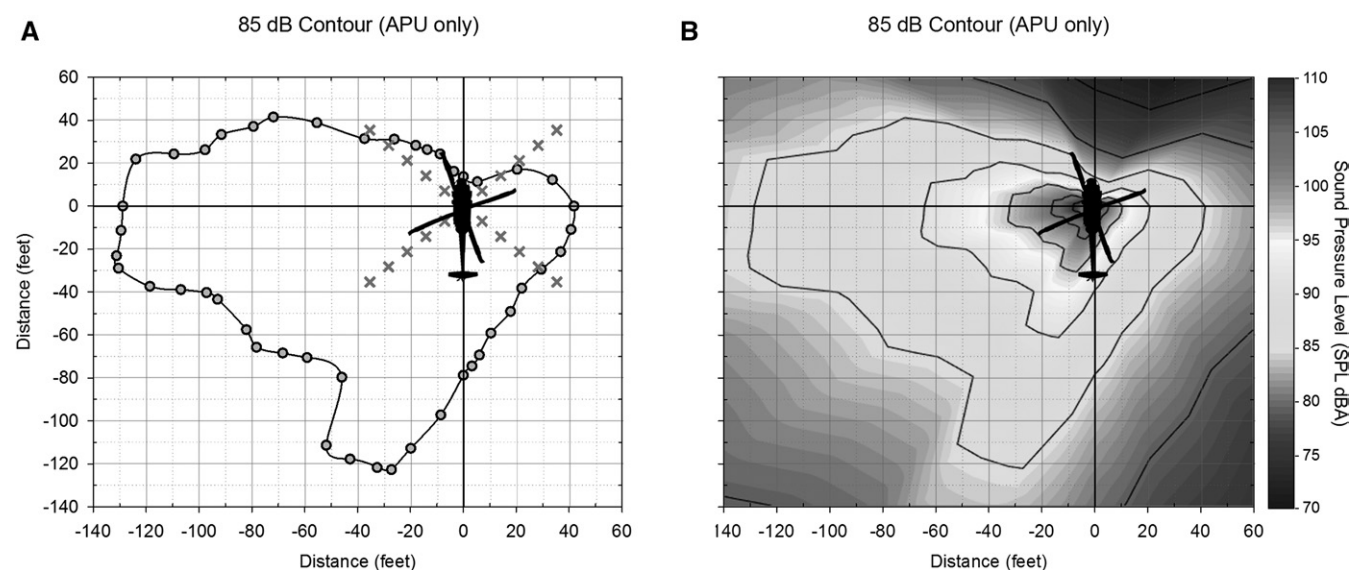 A
85 dB Contour (APU only)
60
40
20
0
-20
-40
-60
-80
-100
-120
-140
Distance (feet)
-140 -120 -100 -80 -60 -40 -20 0 20 40 60
Distance (feet)
B
85 dB Contour (APU only)
-140 -120 -100 -80 -60 -40 -20 0 20 40 60
Distance (feet)
110
105
100
95
90
85
80
75
70
Sound Pressure Level (SPL dBA)